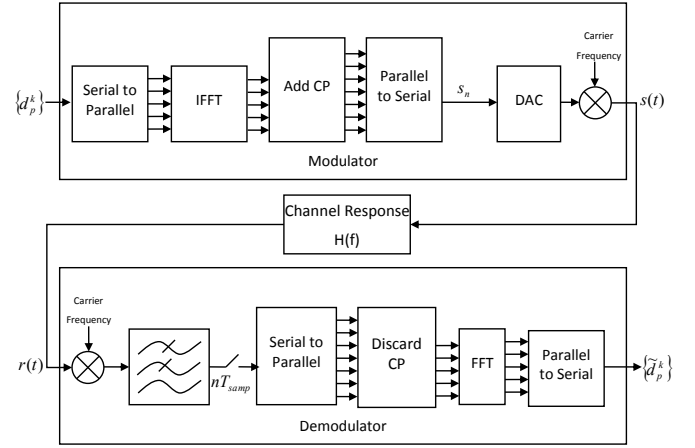 Carrier
Frequency
{d_p^k}
Serial to
Parallel
IFFT
Add CP
Parallel
to Serial
s_n
DAC
s(t)
Modulator
Channel Response
H(f)
Carrier
Frequency
r(t)
nT_samp
Serial to
Parallel
Discard
CP
FFT
Parallel
to Serial
{d̃_p^k}
Demodulator